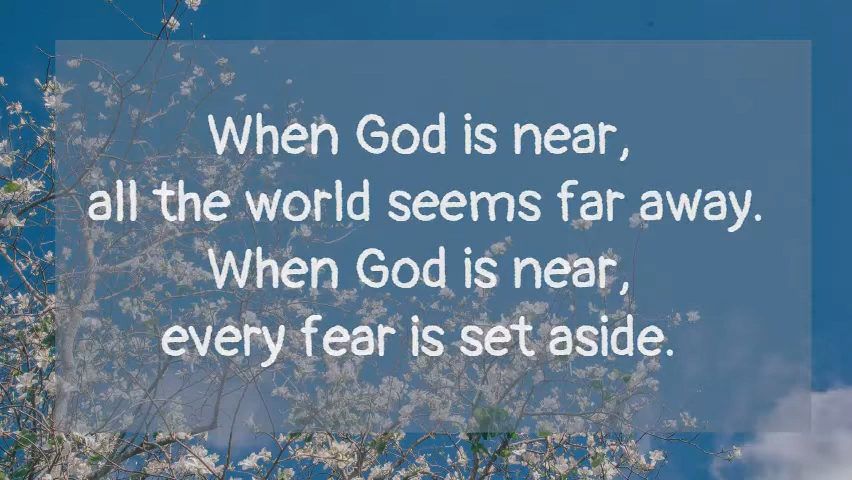 When God is near,
all the world seems far away.
When God is near,
every fear is set aside.